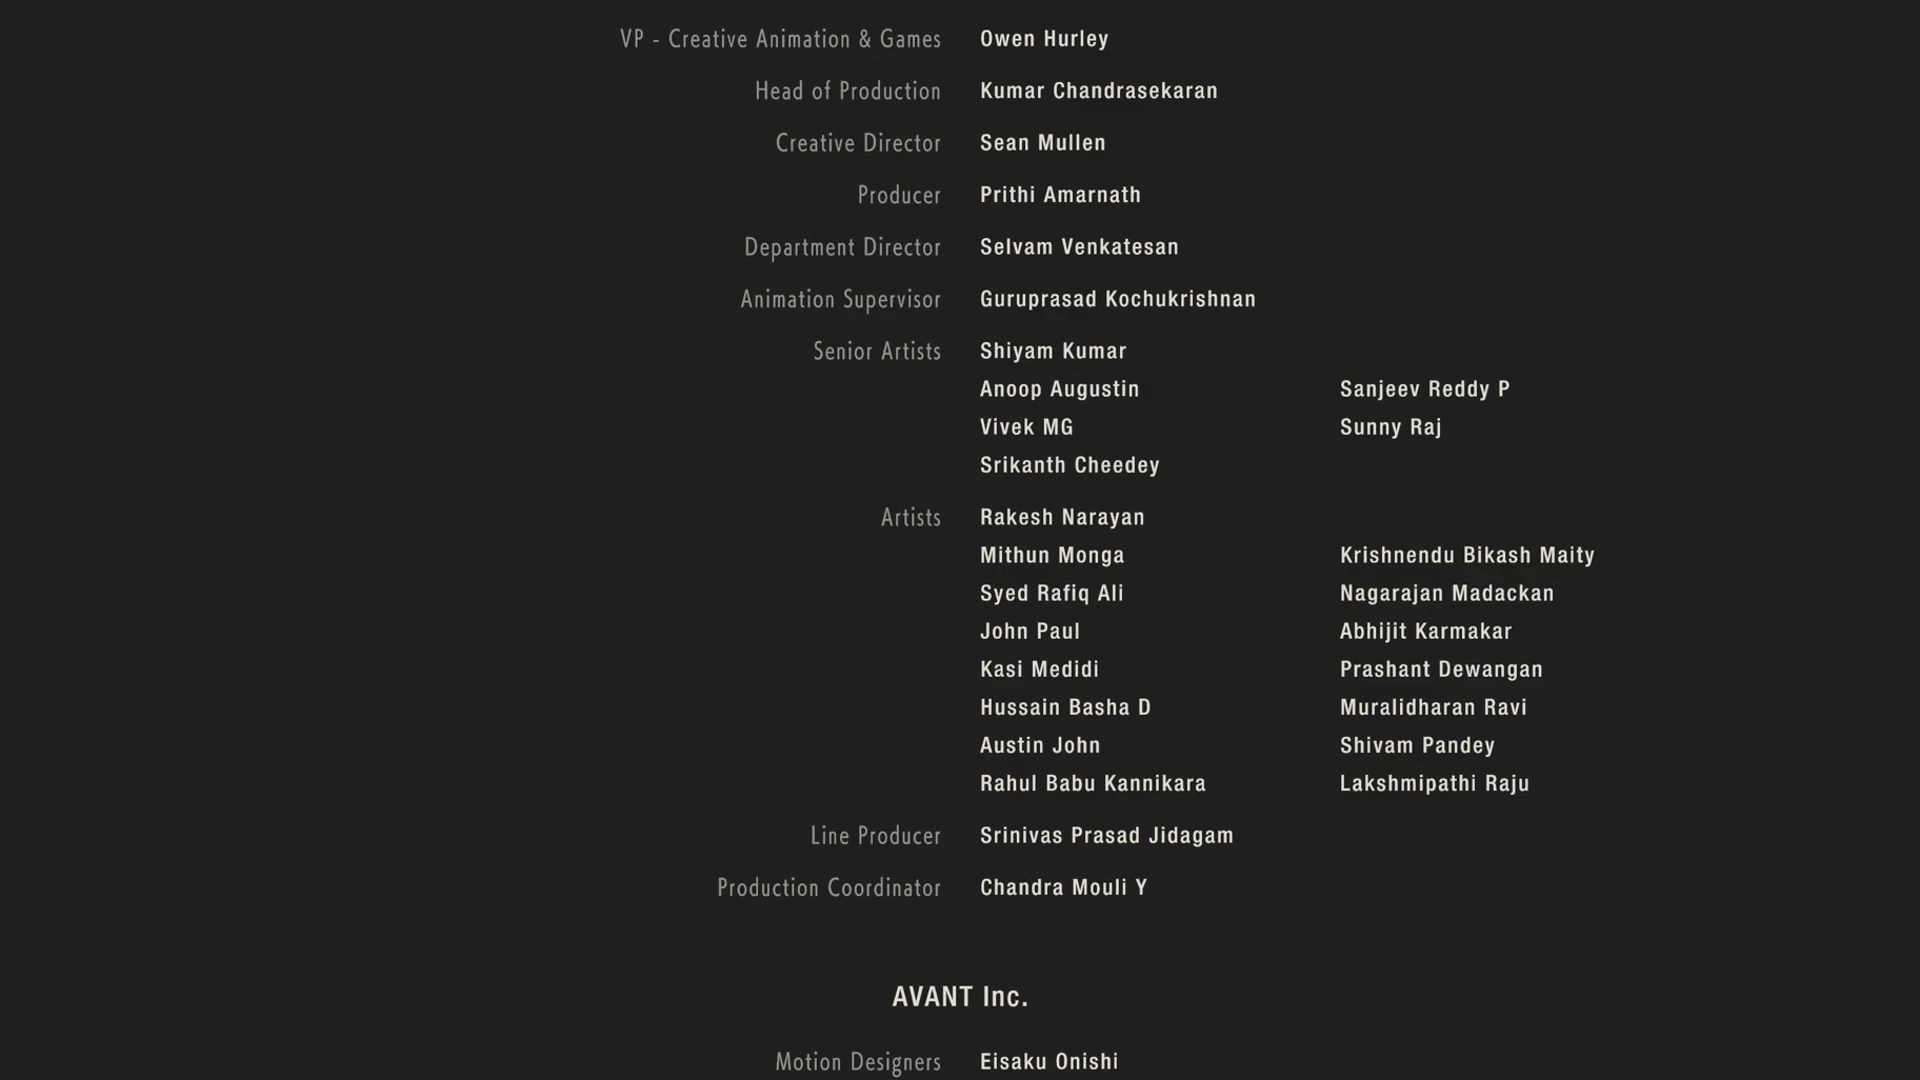 VP - Creative Animation & Games Owen Hurley
Head of Production Kumar Chandrasekaran
Creative Director Sean Mullen
Producer Prithi Amarnath
Department Director Selvam Venkatesan
Animation Supervisor Guruprasad Kochukrishnan
Senior Artists Shiyam Kumar
Anoop Augustin Sanjeev Reddy P
Vivek MG Sunny Raj
Srikanth Cheedey
Artists Rakesh Narayan
Mithun Monga Krishnendu Bikash Maity
Syed Rafiq Ali Nagarajan Madackan
John Paul Abhijit Karmakar
Kasi Medidi Prashant Dewangan
Hussain Basha D Muralidharan Ravi
Austin John Shivam Pandey
Rahul Babu Kannikara Lakshmipathi Raju
Line Producer Srinivas Prasad Jidagam
Production Coordinator Chandra Mouli Y
AVANT Inc.
Motion Designers Eisaku Onishi